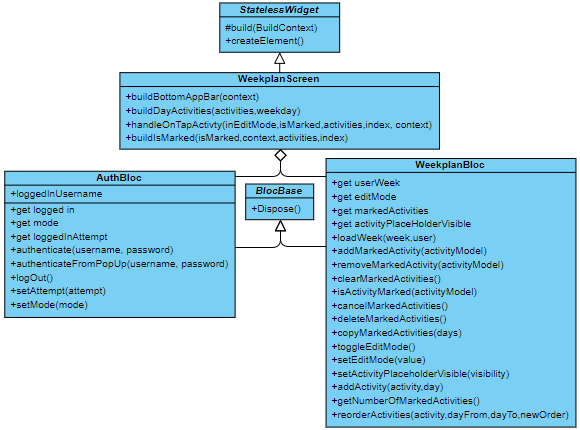 StatelessWidget
#build(BuildContext)
+createElement()
WeekplanScreen
+buildBottomAppBar(context)
+buildDayActivities(activities,weekday)
+handleOnTapActivty(inEditMode,isMarked,activities,index, context)
+buildIsMarked(isMarked,context,activities,index)
AuthBloc
+loggedInUsername
+get logged in
+get mode
+get loggedInAttempt
+authenticate(username, password)
+authenticateFromPopUp(username, password)
+logOut()
+setAttempt(attempt)
+setMode(mode)
BlocBase
+Dispose()
WeekplanBloc
+get userWeek
+get editMode
+get markedActivities
+get activityPlaceHolderVisible
+loadWeek(week,user)
+addMarkedActivity(activityModel)
+removeMarkedActivity(activityModel)
+clearMarkedActivities()
+isActivityMarked(activityModel)
+cancelMarkedActivities()
+deleteMarkedActivities()
+copyMarkedActivities(days)
+toggleEditMode()
+setEditMode(value)
+setActivityPlaceholderVisible(visibility)
+addActivity(activity,day)
+getNumberOfMarkedActivities()
+reorderActivities(activity,dayFrom,dayTo,newOrder)